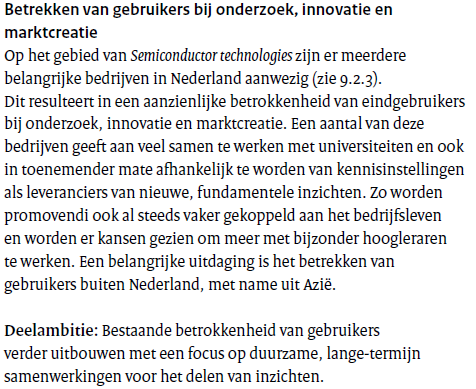 Betrekken van gebruikers bij onderzoek, innovatie en
marktcreatie
Op het gebied van Semiconductor technologies zijn er meerdere
belangrijke bedrijven in Nederland aanwezig (zie 9.2.3).
Dit resulteert in een aanzienlijke betrokkenheid van eindgebruikers
bij onderzoek, innovatie en marktcreatie. Een aantal van deze
bedrijven geeft aan veel samen te werken met universiteiten en ook
in toenemender mate afhankelijk te worden van kennisinstellingen
als leveranciers van nieuwe, fundamentele inzichten. Zo worden
promovendi ook al steeds vaker gekoppeld aan het bedrijfsleven
en worden er kansen gezien om meer met bijzonder hoogleraren
te werken. Een belangrijke uitdaging is het betrekken van
gebruikers buiten Nederland, met name uit Azië.

Deelambitie: Bestaande betrokkenheid van gebruikers
verder uitbouwen met een focus op duurzame, lange-termijn
samenwerkingen voor het delen van inzichten.